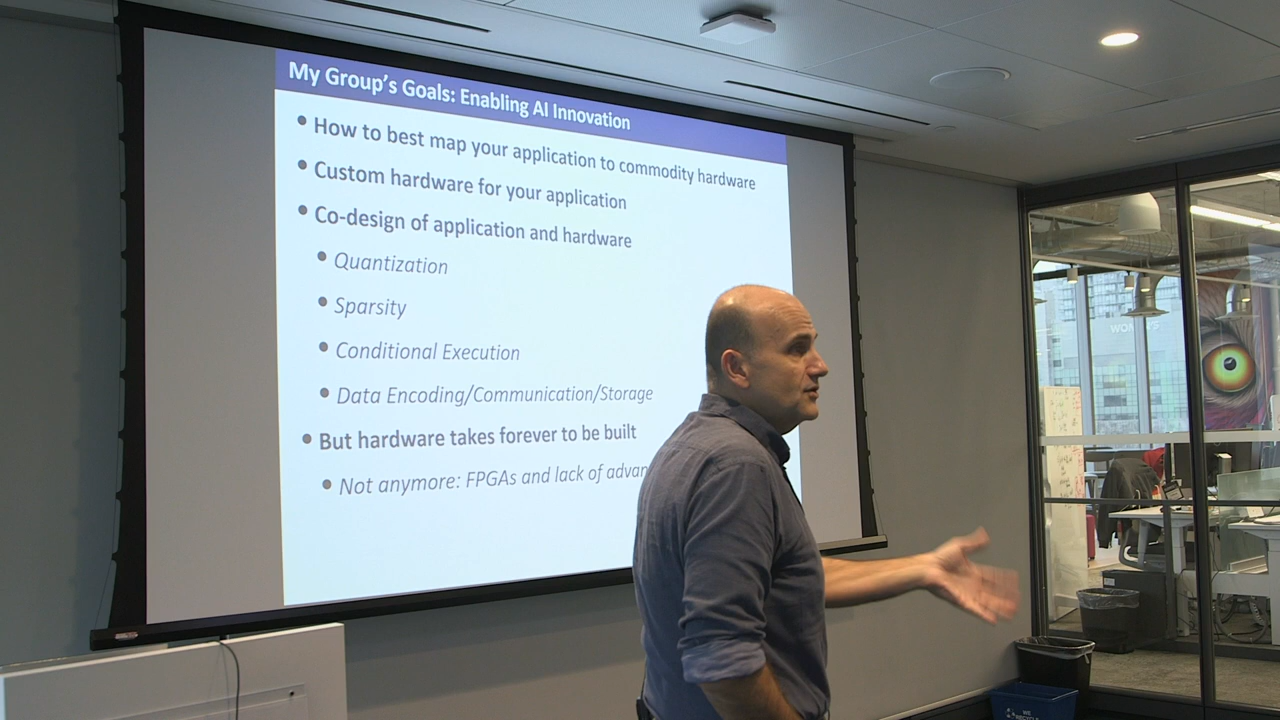 My Group's Goals: Enabling AI Innovation
• How to best map your application to commodity hardware
• Custom hardware for your application
• Co-design of application and hardware
• Quantization
• Sparsity
• Conditional Execution
• Data Encoding/Communication/Storage
• But hardware takes forever to be built
• Not anymore: FPGAs and lack of
WE
RECYCLE